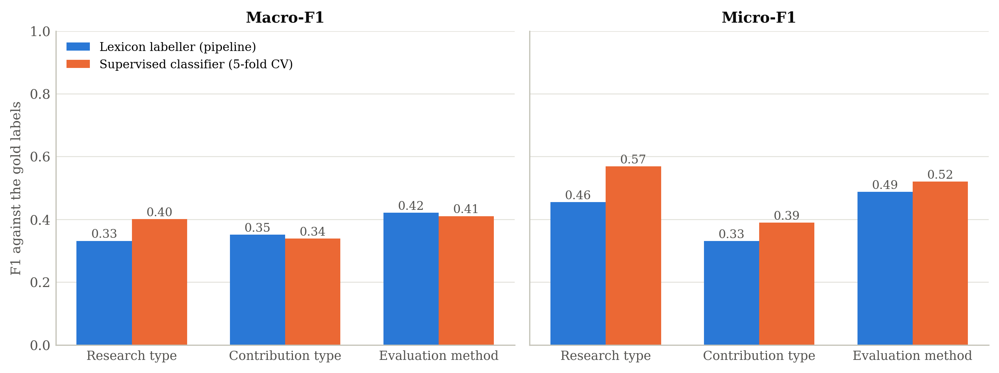 Macro-F1
Micro-F1
F1 against the gold labels
1.0
0.8
0.6
0.4
0.2
0.0
Lexicon labeller (pipeline)
Supervised classifier (5-fold CV)
0.33
0.40
0.35
0.34
0.42
0.41
Research type
Contribution type
Evaluation method
0.46
0.57
0.33
0.39
0.49
0.52
Research type
Contribution type
Evaluation method